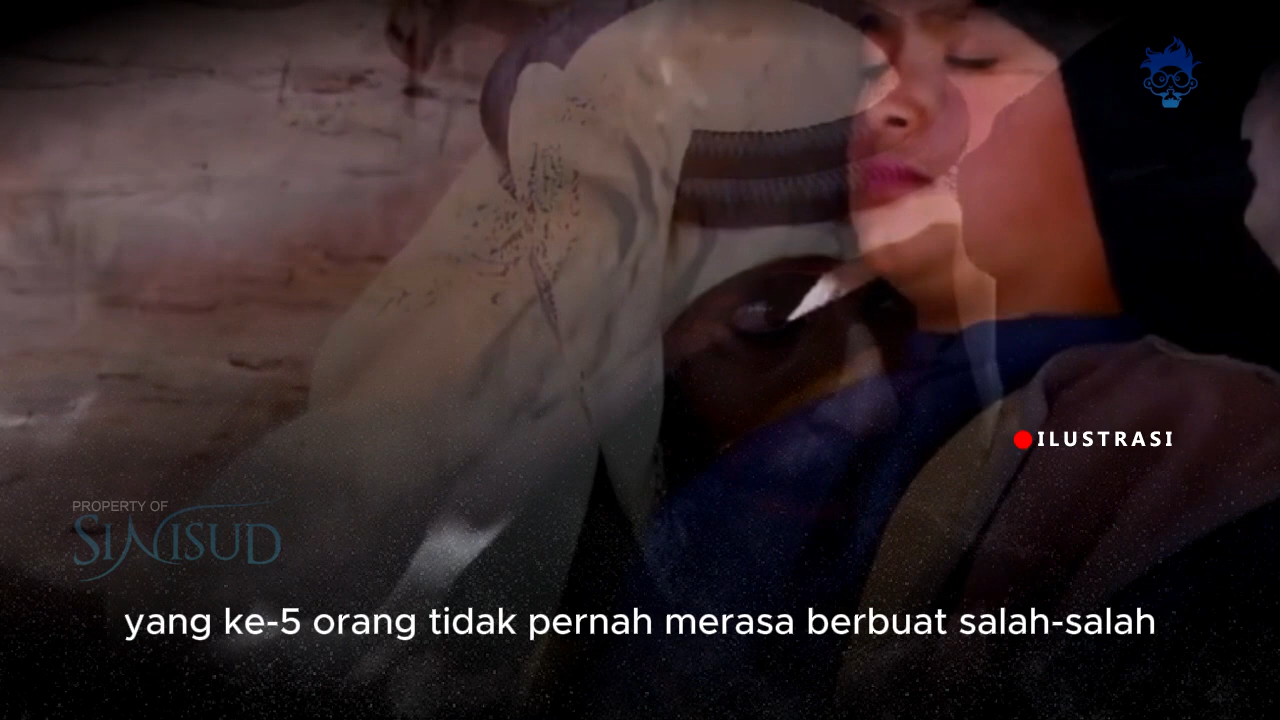 ILUSTRASI
PROPERTY OF
SINISUD
yang ke-5 orang tidak pernah merasa berbuat salah-salah